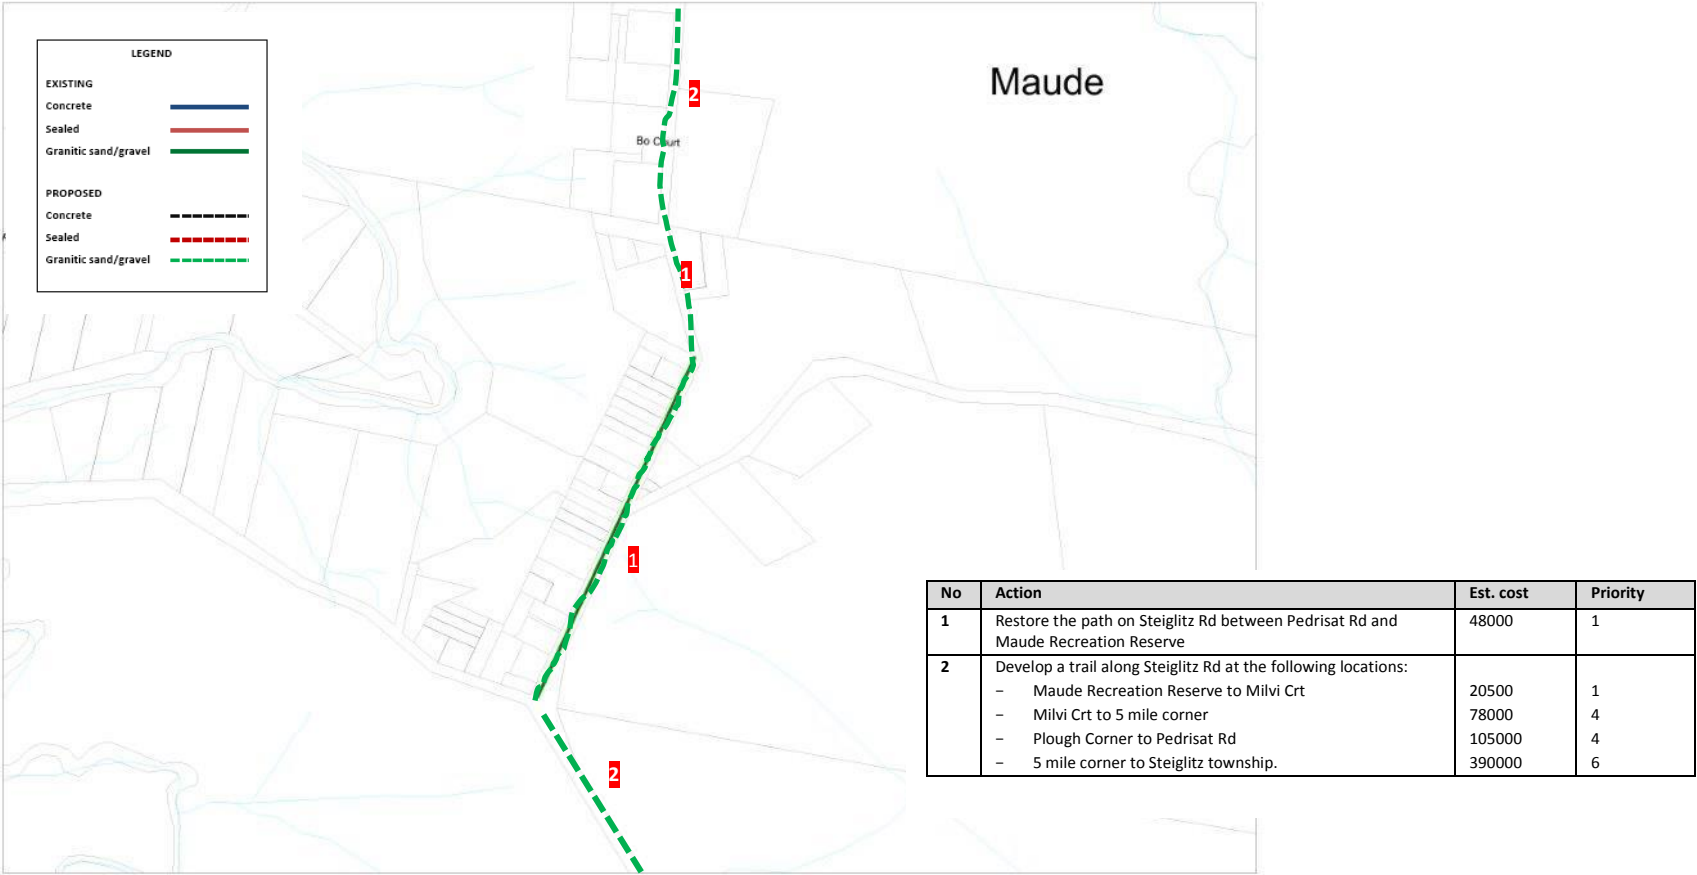 LEGEND
EXISTING
Concrete
Sealed
Granitic sand/gravel
PROPOSED
Concrete
Sealed
Granitic sand/gravel
Maude
2
Bo Court
1
1
2
No Action Est. cost Priority
1 Restore the path on Steiglitz Rd between Pedrisat Rd and 48000 1
Maude Recreation Reserve
2 Develop a trail along Steiglitz Rd at the following locations:
– Maude Recreation Reserve to Milvi Crt 20500 1
– Milvi Crt to 5 mile corner 78000 4
– Plough Corner to Pedrisat Rd 105000 4
– 5 mile corner to Steiglitz township. 390000 6